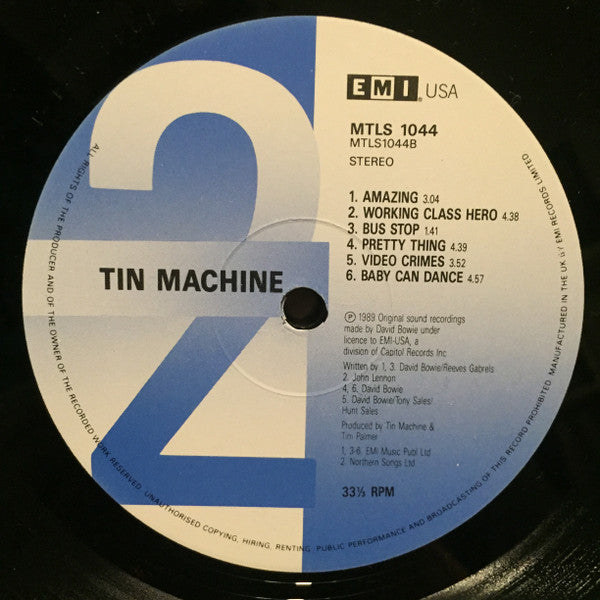 2
EMI USA
MTLS 1044
MTLS1044B
STEREO
1. AMAZING 3.04
2. WORKING CLASS HERO 4.38
3. BUS STOP 1.41
4. PRETTY THING 4.39
5. VIDEO CRIMES 3.52
6. BABY CAN DANCE 4.57
TIN MACHINE
℗ 1989 Original sound recordings
made by David Bowie under
licence to EMI-USA, a
division of Capitol Records Inc
Written by 1, 3. David Bowie/Reeves Gabrels
2. John Lennon
4, 6. David Bowie
5. David Bowie/Tony Sales/
Hunt Sales
Produced by Tin Machine &
Tim Palmer
1, 3-6. EMI Music Publ Ltd
2. Northern Songs Ltd
33⅓ RPM
ALL RIGHTS OF THE PRODUCER AND OF THE OWNER OF THE RECORDED WORK RESERVED. UNAUTHORISED COPYING, HIRING, RENTING, PUBLIC PERFORMANCE AND BROADCASTING OF THIS RECORD PROHIBITED. MANUFACTURED IN THE UK BY EMI RECORDS LIMITED